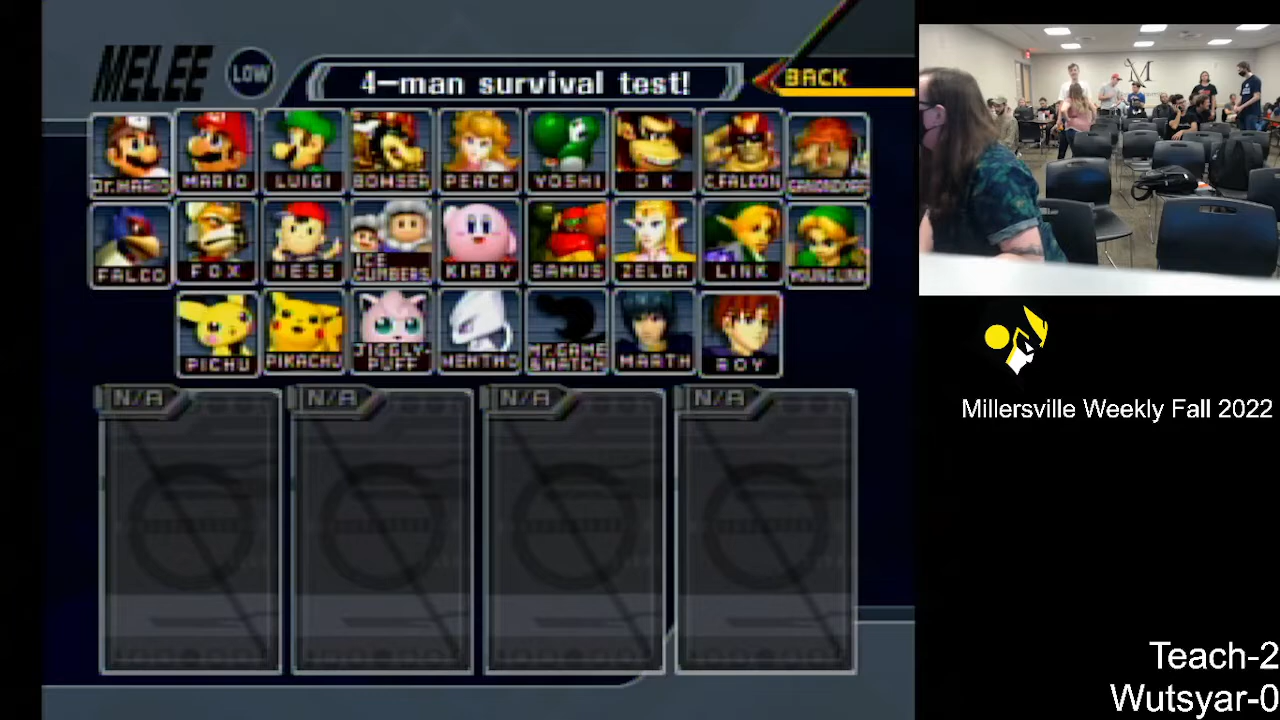 MELEE
LOW
4-man survival test!
BACK
Dr.MARIO
MARIO
LUIGI
BOWSER
PEACH
YOSHI
D K
C.FALCON
GANONDORF
FALCO
FOX
NESS
ICE
CLIMBERS
KIRBY
SAMUS
ZELDA
LINK
YOUNG LINK
PICHU
PIKACHU
JIGGLY-
PUFF
MEWTWO
Mr.GAME
&WATCH
MARTH
ROY
N/A
N/A
N/A
N/A
M
Millersville Weekly Fall 2022
Teach-2
Wutsyar-0